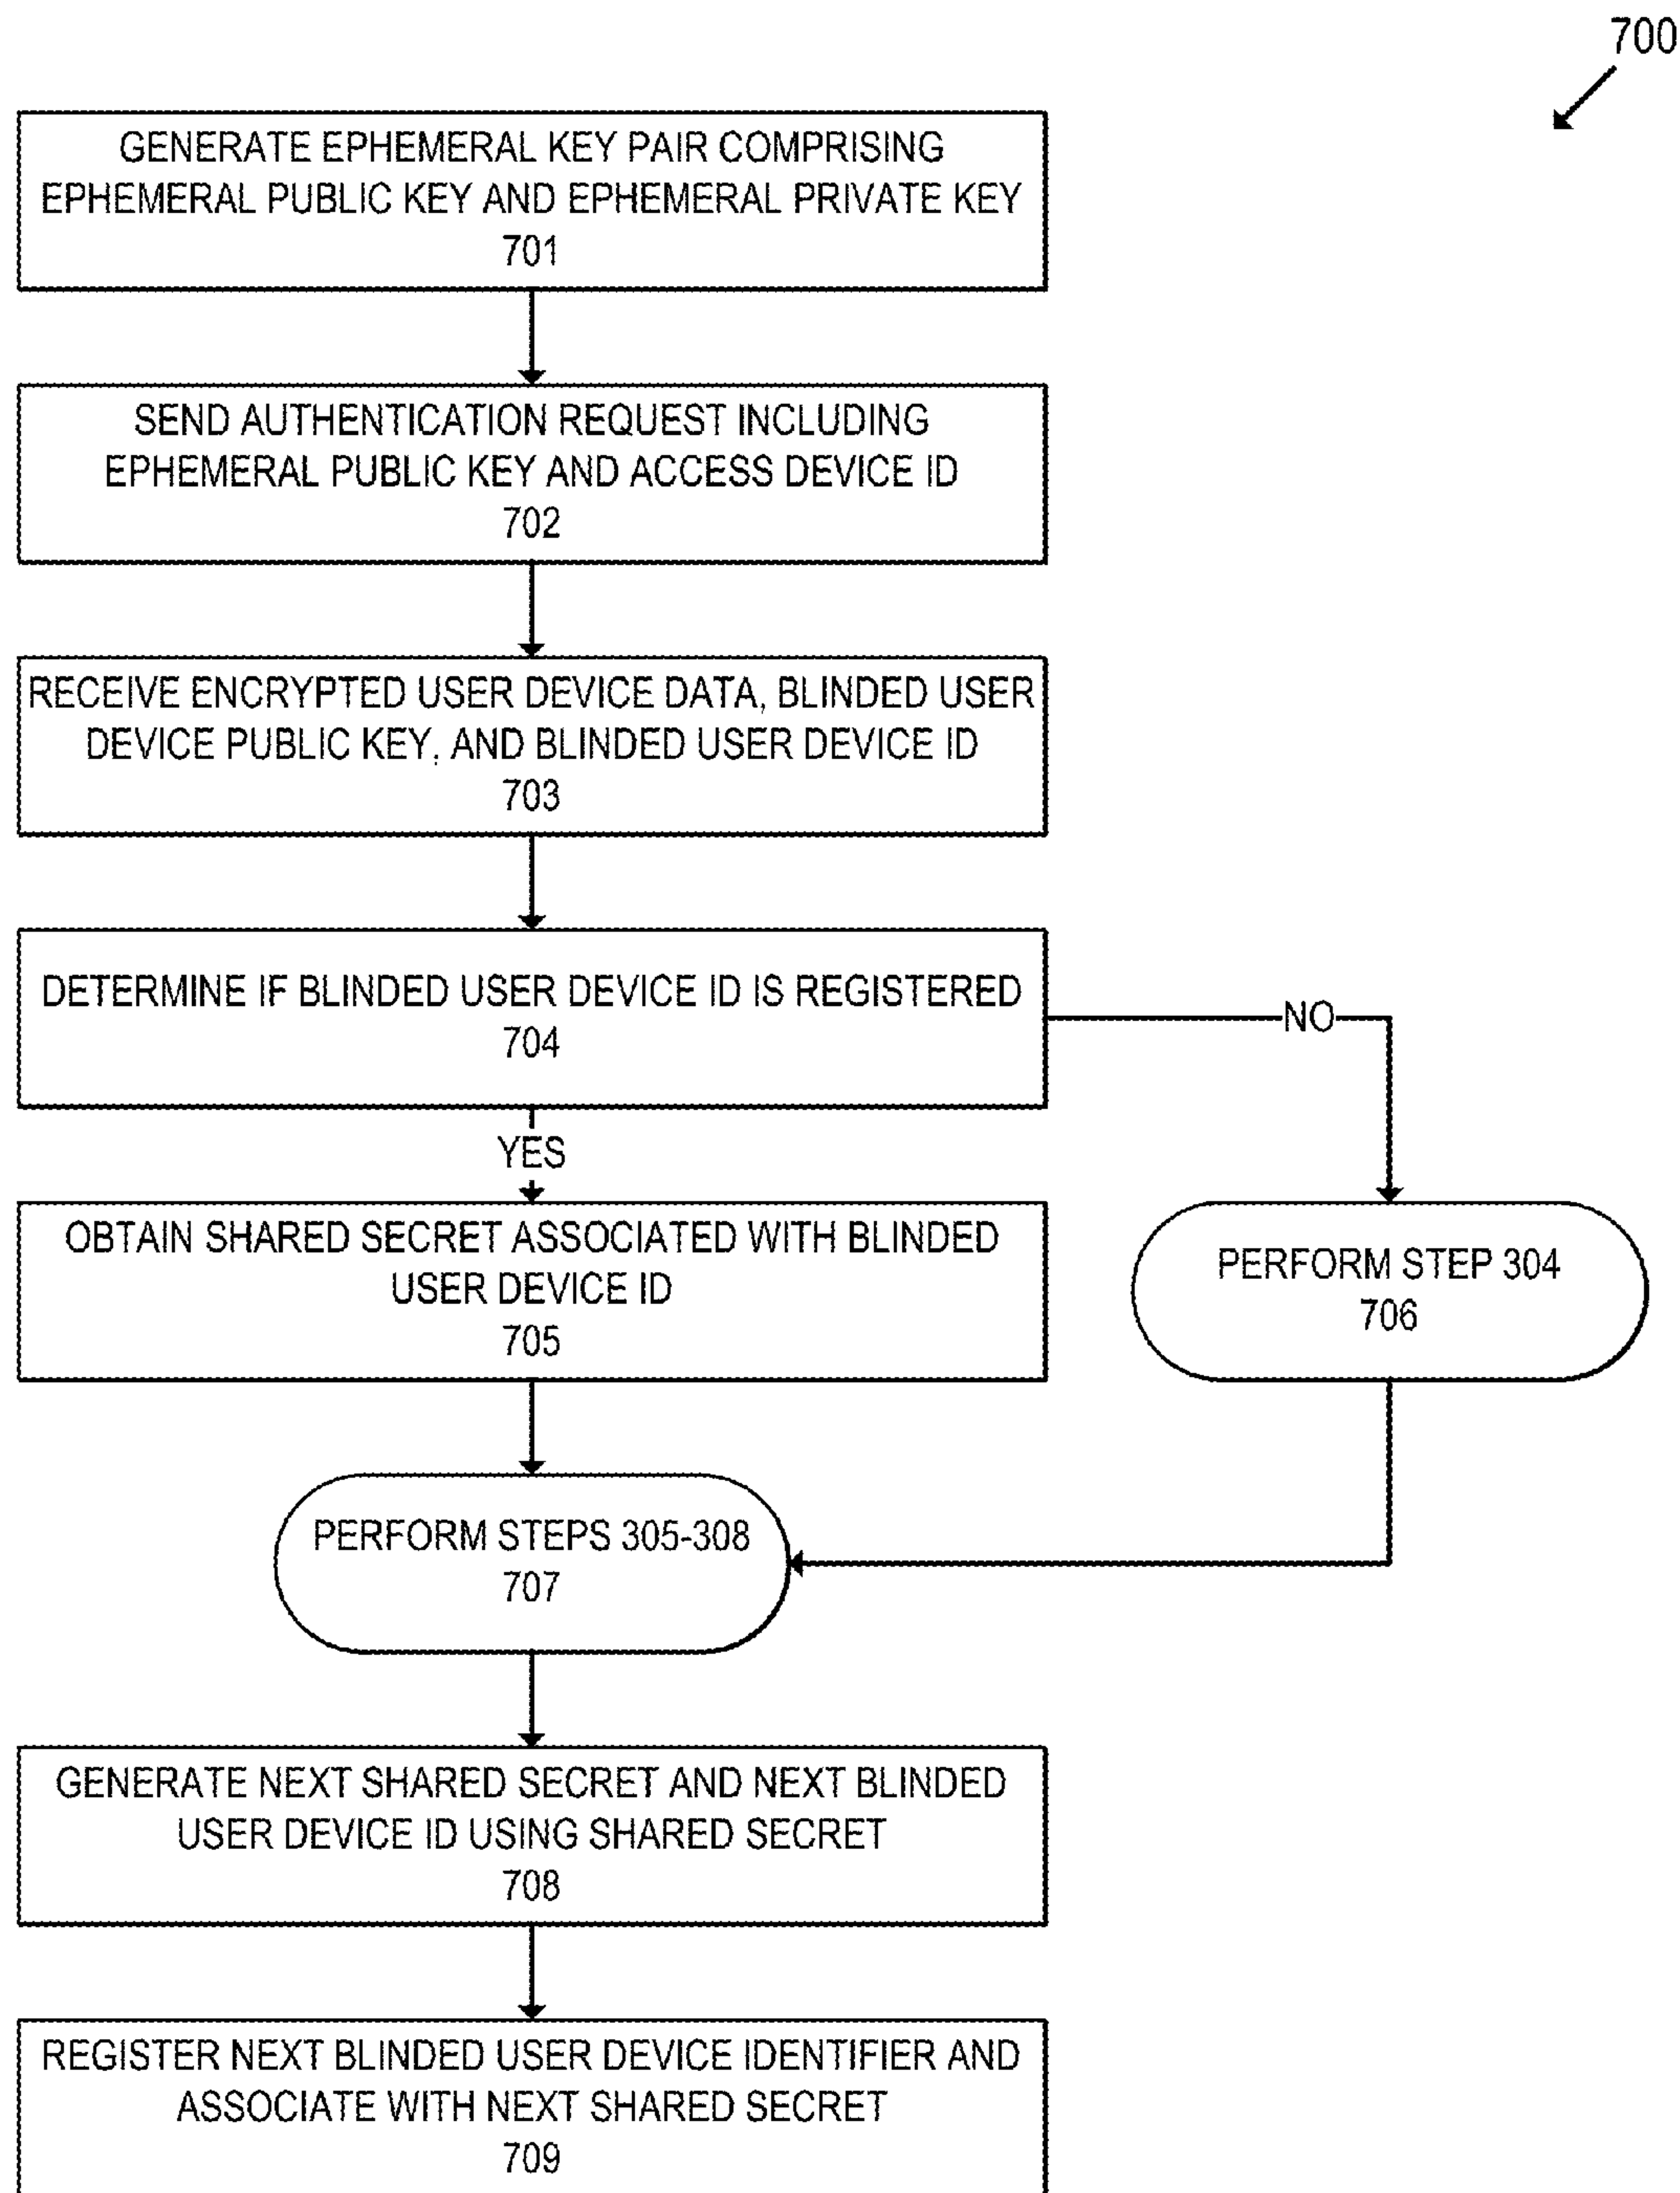 700
GENERATE EPHEMERAL KEY PAIR COMPRISING
EPHEMERAL PUBLIC KEY AND EPHEMERAL PRIVATE KEY
701
SEND AUTHENTICATION REQUEST INCLUDING
EPHEMERAL PUBLIC KEY AND ACCESS DEVICE ID
702
RECEIVE ENCRYPTED USER DEVICE DATA, BLINDED USER
DEVICE PUBLIC KEY, AND BLINDED USER DEVICE ID
703
DETERMINE IF BLINDED USER DEVICE ID IS REGISTERED
704
NO
YES
OBTAIN SHARED SECRET ASSOCIATED WITH BLINDED
USER DEVICE ID
705
PERFORM STEP 304
706
PERFORM STEPS 305-308
707
GENERATE NEXT SHARED SECRET AND NEXT BLINDED
USER DEVICE ID USING SHARED SECRET
708
REGISTER NEXT BLINDED USER DEVICE IDENTIFIER AND
ASSOCIATE WITH NEXT SHARED SECRET
709